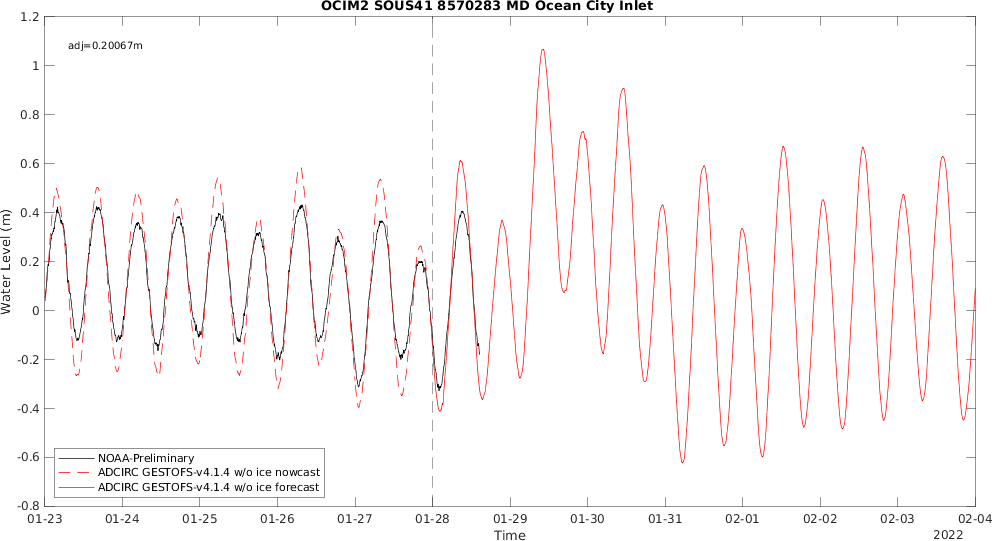 OCIM2 SOUS41 8570283 MD Ocean City Inlet
adj=0.20067m
Water Level (m)
1.2
1
0.8
0.6
0.4
0.2
0
-0.2
-0.4
-0.6
-0.8
NOAA-Preliminary
ADCIRC GESTOFS-v4.1.4 w/o ice nowcast
ADCIRC GESTOFS-v4.1.4 w/o ice forecast
01-23 01-24 01-25 01-26 01-27 01-28 01-29 01-30 01-31 02-01 02-02 02-03 02-04
Time
2022